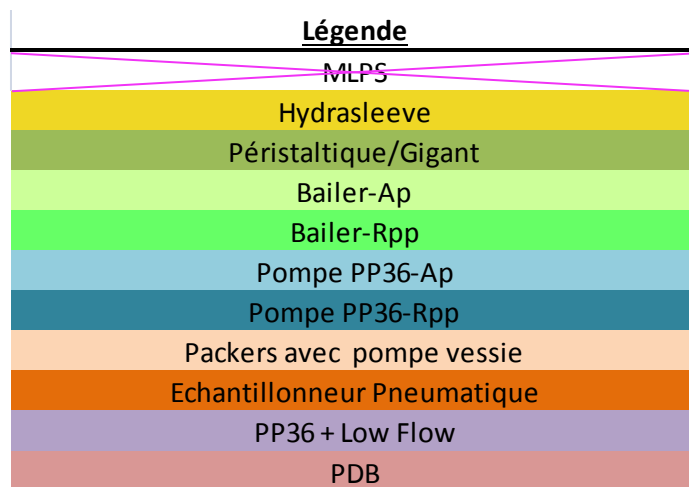 Légende
MLPS
Hydrasleeve
Péristaltique/Gigant
Bailer-Ap
Bailer-Rpp
Pompe PP36-Ap
Pompe PP36-Rpp
Packers avec pompe vessie
Echantillonneur Pneumatique
PP36 + Low Flow
PDB